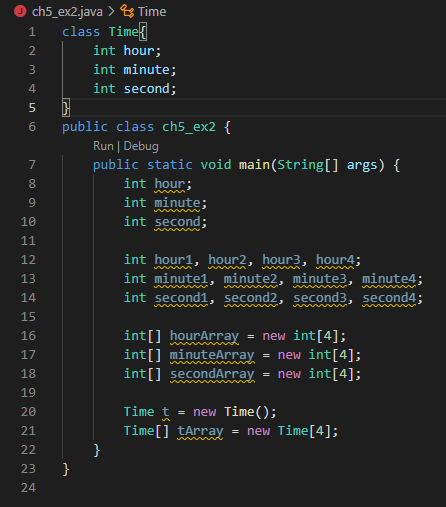 J ch5_ex2.java > Time
1 class Time{
2     int hour;
3     int minute;
4     int second;
5 }
6 public class ch5_ex2 {
Run | Debug
7     public static void main(String[] args) {
8         int hour;
9         int minute;
10         int second;
11
12         int hour1, hour2, hour3, hour4;
13         int minute1, minute2, minute3, minute4;
14         int second1, second2, second3, second4;
15
16         int[] hourArray = new int[4];
17         int[] minuteArray = new int[4];
18         int[] secondArray = new int[4];
19
20         Time t = new Time();
21         Time[] tArray = new Time[4];
22     }
23 }
24